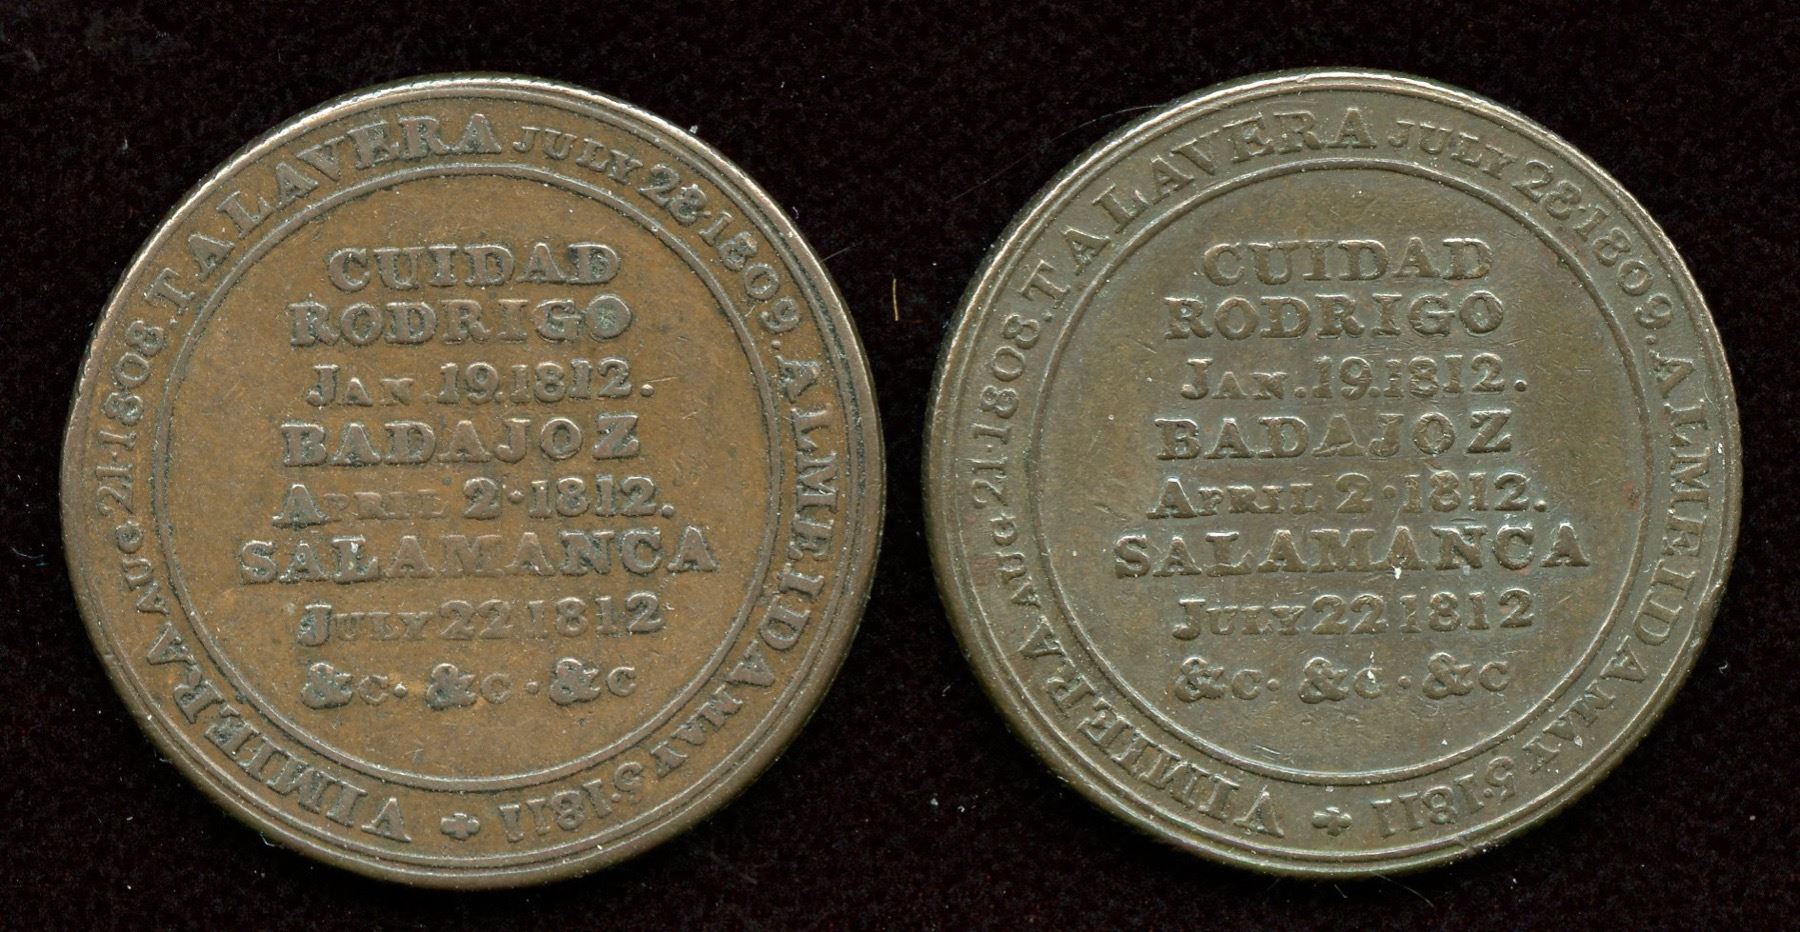 VIMIERA AUG 21·1808. TALAVERA JULY 28·1809. ALMEIDA MAY 5·1811
CUIDAD
RODRIGO
JAN. 19.1812.
BADAJOZ
APRIL 2·1812.
SALAMANCA
JULY 22 1812
&c. &c. &c
VIMIERA AUG 21·1808. TALAVERA JULY 28·1809. ALMEIDA MAY 5·1811
CUIDAD
RODRIGO
JAN. 19.1812.
BADAJOZ
APRIL 2·1812.
SALAMANCA
JULY 22 1812
&c. &c. &c